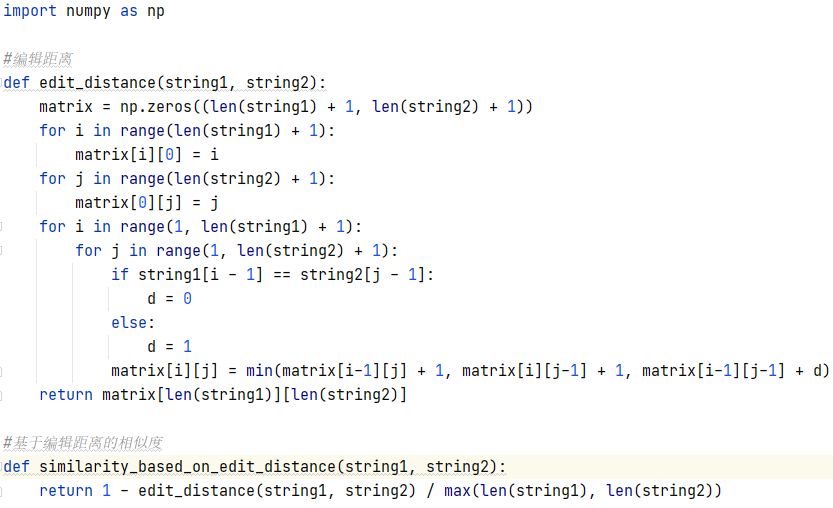 import numpy as np
#编辑距离
def edit_distance(string1, string2):
    matrix = np.zeros((len(string1) + 1, len(string2) + 1))
    for i in range(len(string1) + 1):
        matrix[i][0] = i
    for j in range(len(string2) + 1):
        matrix[0][j] = j
    for i in range(1, len(string1) + 1):
        for j in range(1, len(string2) + 1):
            if string1[i - 1] == string2[j - 1]:
                d = 0
            else:
                d = 1
            matrix[i][j] = min(matrix[i-1][j] + 1, matrix[i][j-1] + 1, matrix[i-1][j-1] + d)
    return matrix[len(string1)][len(string2)]
#基于编辑距离的相似度
def similarity_based_on_edit_distance(string1, string2):
    return 1 - edit_distance(string1, string2) / max(len(string1), len(string2))